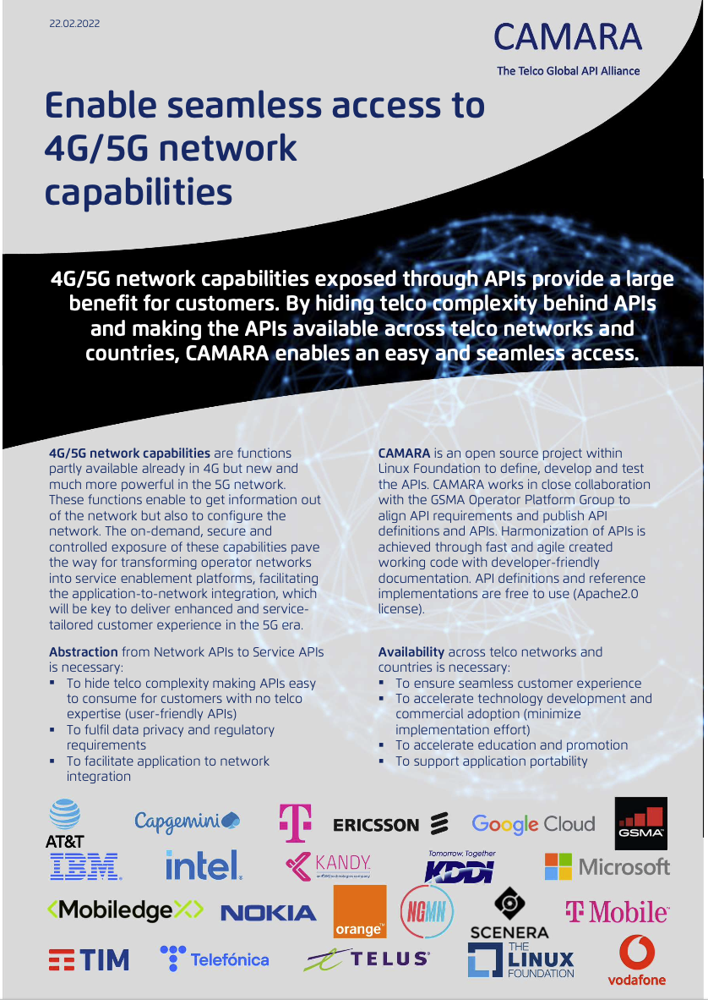 22.02.2022
CAMARA
The Telco Global API Alliance
Enable seamless access to
4G/5G network
capabilities
4G/5G network capabilities exposed through APIs provide a large
benefit for customers. By hiding telco complexity behind APIs
and making the APIs available across telco networks and
countries, CAMARA enables an easy and seamless access.
4G/5G network capabilities are functions
partly available already in 4G but new and
much more powerful in the 5G network.
These functions enable to get information out
of the network but also to configure the
network. The on-demand, secure and
controlled exposure of these capabilities pave
the way for transforming operator networks
into service enablement platforms, facilitating
the application-to-network integration, which
will be key to deliver enhanced and service-
tailored customer experience in the 5G era.
Abstraction from Network APIs to Service APIs
is necessary:
▪ To hide telco complexity making APIs easy
to consume for customers with no telco
expertise (user-friendly APIs)
▪ To fulfil data privacy and regulatory
requirements
▪ To facilitate application to network
integration
CAMARA is an open source project within
Linux Foundation to define, develop and test
the APIs. CAMARA works in close collaboration
with the GSMA Operator Platform Group to
align API requirements and publish API
definitions and APIs. Harmonization of APIs is
achieved through fast and agile created
working code with developer-friendly
documentation. API definitions and reference
implementations are free to use (Apache2.0
license).
Availability across telco networks and
countries is necessary:
▪ To ensure seamless customer experience
▪ To accelerate technology development and
commercial adoption (minimize
implementation effort)
▪ To accelerate education and promotion
▪ To support application portability
AT&T
Capgemini
T
ERICSSON
Google Cloud
GSMA™
IBM®
intel®
KANDY
Tomorrow, Together
KDDI
Microsoft
<MobiledgeX>
NOKIA
orange™
NGMN
SCENERA
T Mobile™
TIM
Telefónica
TELUS®
THE
LINUX
FOUNDATION
vodafone